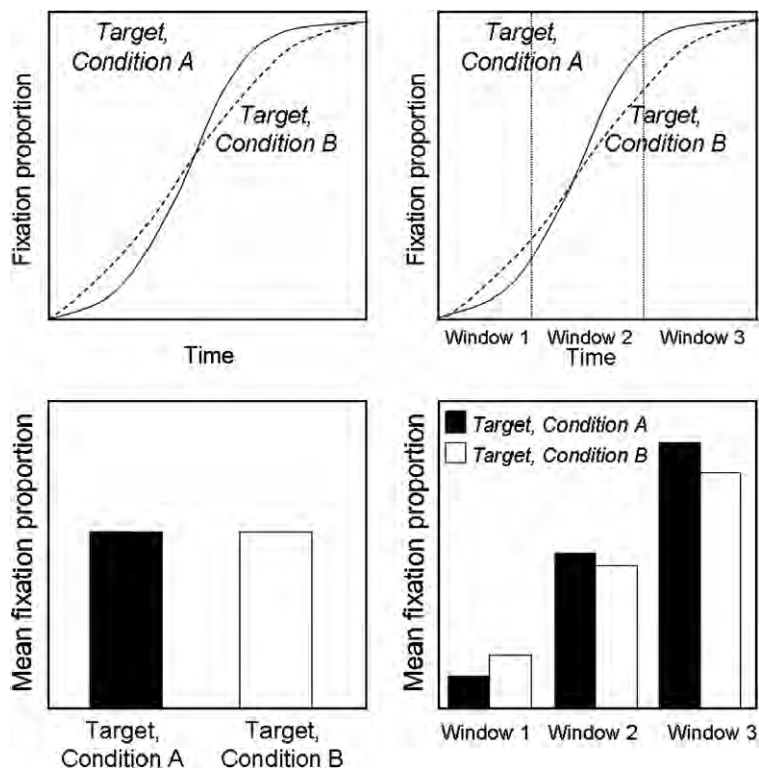 Target,
Condition A
Target,
Condition B
Fixation proportion
Time
Target,
Condition A
Target,
Condition B
Fixation proportion
Window 1
Window 2
Window 3
Time
Mean fixation proportion
Target,
Condition A
Target,
Condition B
Mean fixation proportion
Target, Condition A
Target, Condition B
Window 1
Window 2
Window 3